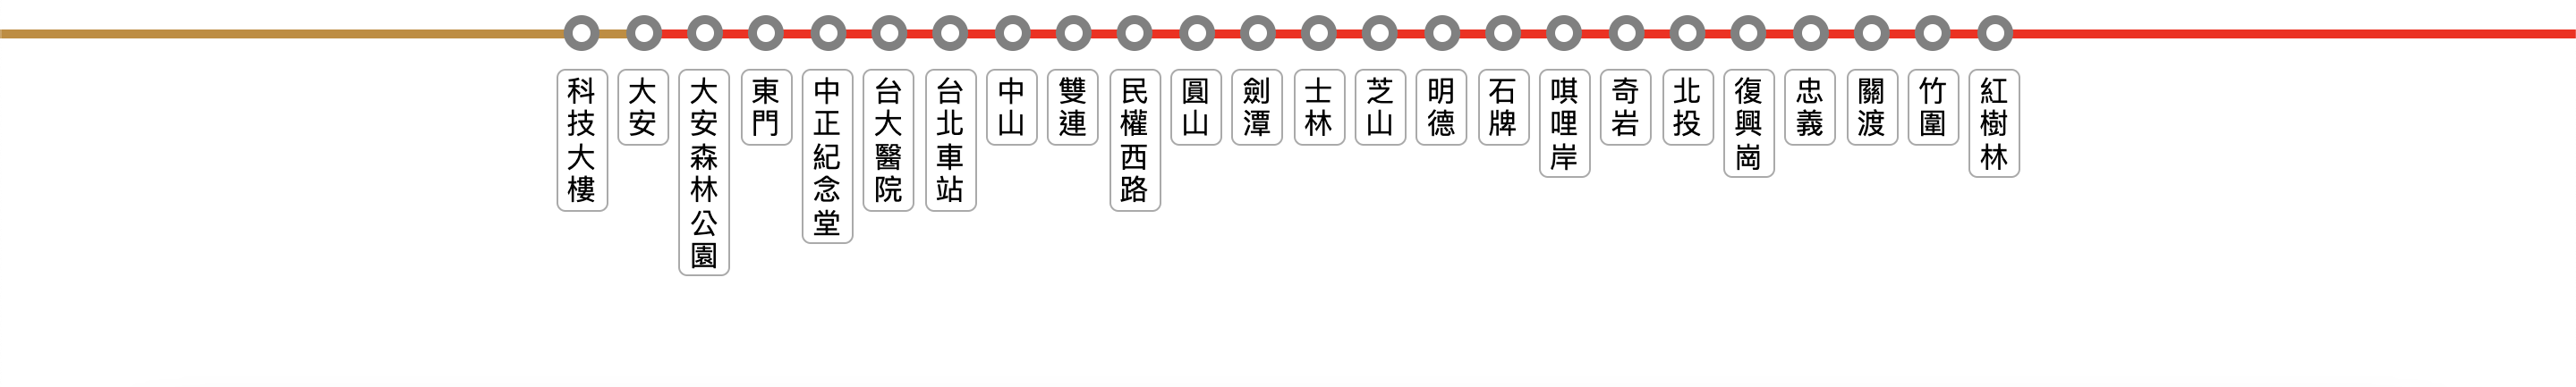 科技大樓
大安
大安森林公園
東門
中正紀念堂
台大醫院
台北車站
中山
雙連
民權西路
圓山
劍潭
士林
芝山
明德
石牌
唭哩岸
奇岩
北投
復興崗
忠義
關渡
竹圍
紅樹林